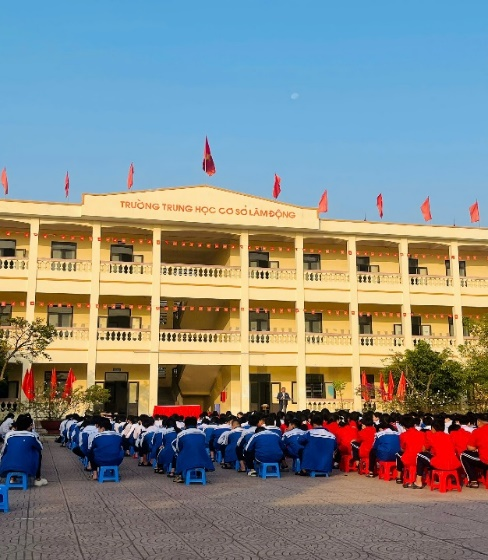 TRƯỜNG TRUNG HỌC CƠ SỞ LÂM ĐỘNG